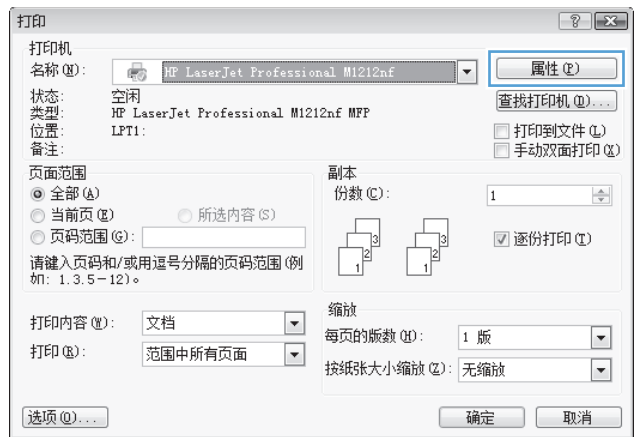 打印
打印机
名称(N):
HP LaserJet Professional M1212nf
属性(P)
状态:
空闲
查找打印机(D)...
类型:
HP LaserJet Professional M1212nf MFP
位置:
LPT1:
打印到文件(L)
备注:
手动双面打印(X)
页面范围
全部(A)
当前页(E)
所选内容(S)
页码范围(G):
请键入页码和/或用逗号分隔的页码范围(例
如: 1.3.5-12)。
副本
份数(C):
1
逐份打印(T)
3
2
1
3
2
1
打印内容(W):
文档
打印(R):
范围中所有页面
缩放
每页的版数(H):
1 版
按纸张大小缩放(Z):
无缩放
选项(O)...
确定
取消